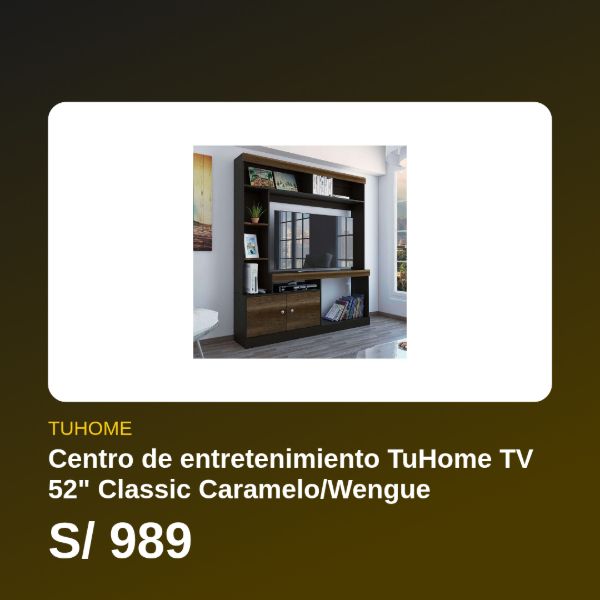 TUHOME
Centro de entretenimiento TuHome TV
52" Classic Caramelo/Wengue
S/ 989